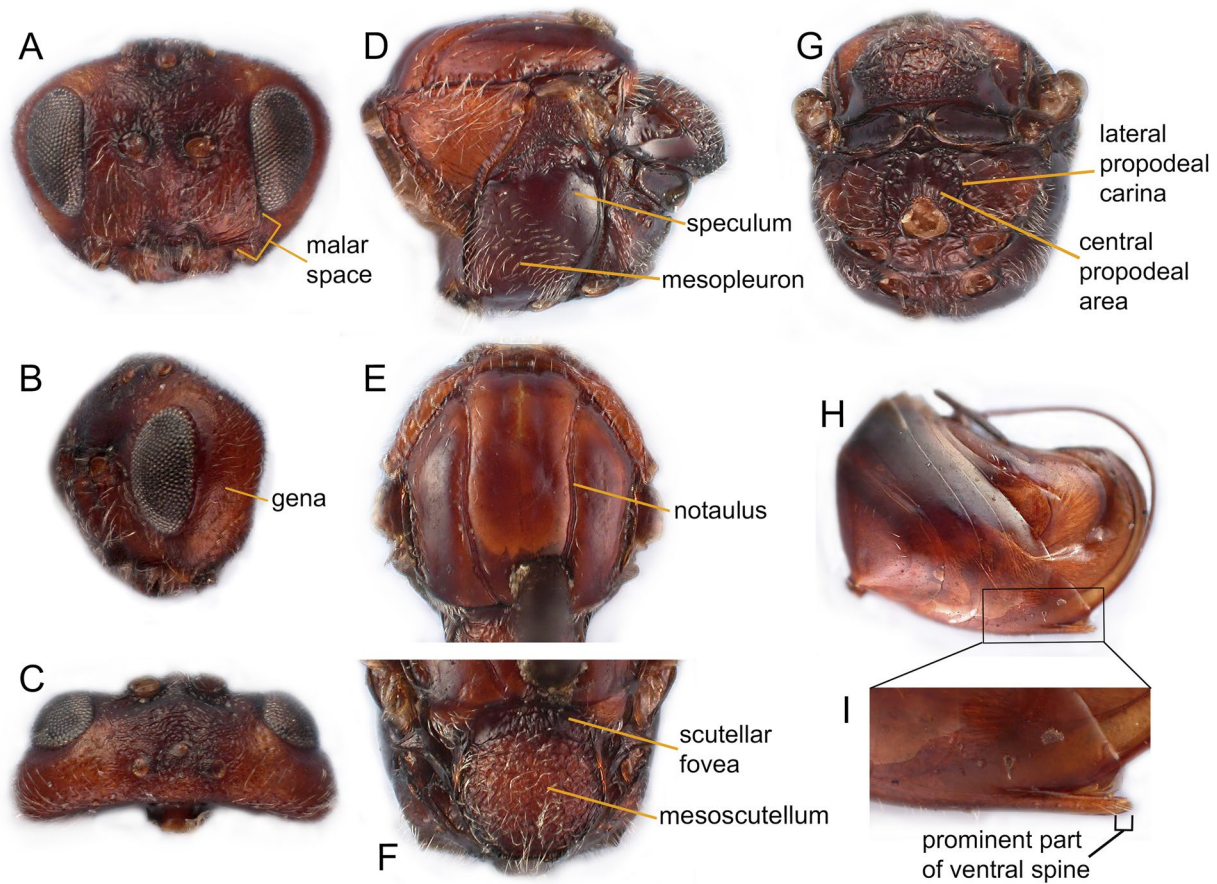 A
malar
space
B
gena
C
D
speculum
mesopleuron
E
notaulus
F
scutellar
fovea
mesoscutellum
G
lateral
propodeal
carina
central
propodeal
area
H
I
prominent part
of ventral spine